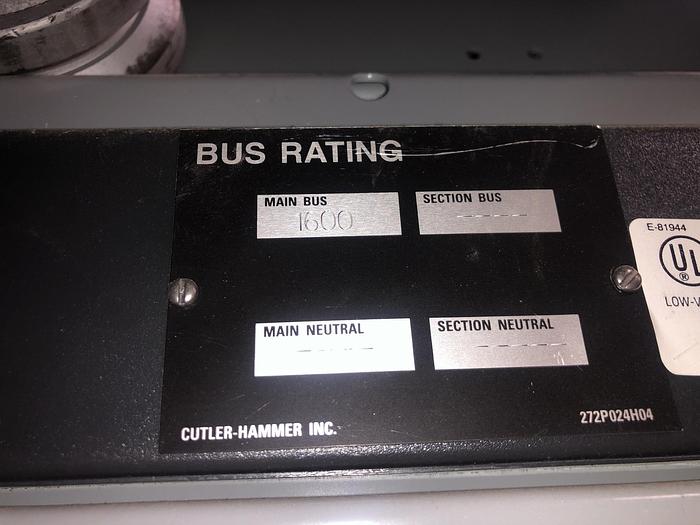 BUS RATING
MAIN BUS
1600
SECTION BUS
-----
MAIN NEUTRAL
-----
SECTION NEUTRAL
-----
CUTLER-HAMMER INC.
272P024H04
E-81944
UL
®
LOW-V